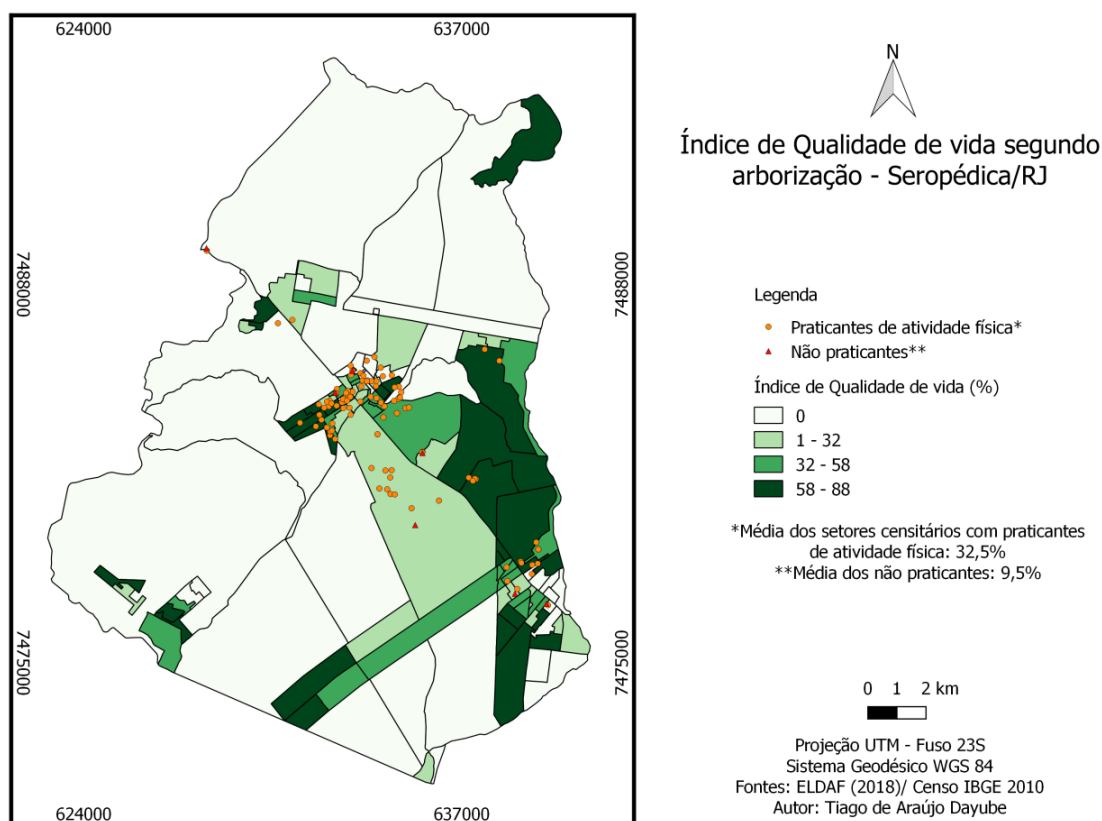 624000
637000
N
Índice de Qualidade de vida segundo
arborização - Seropédica/RJ
7488000
7488000
Legenda
Praticantes de atividade física*
Não praticantes**
Índice de Qualidade de vida (%)
0
1 - 32
32 - 58
58 - 88
*Média dos setores censitários com praticantes
de atividade física: 32,5%
**Média dos não praticantes: 9,5%
7475000
7475000
0 1 2 km
Projeção UTM - Fuso 23S
Sistema Geodésico WGS 84
Fontes: ELDAF (2018)/ Censo IBGE 2010
Autor: Tiago de Araújo Dayube
624000
637000